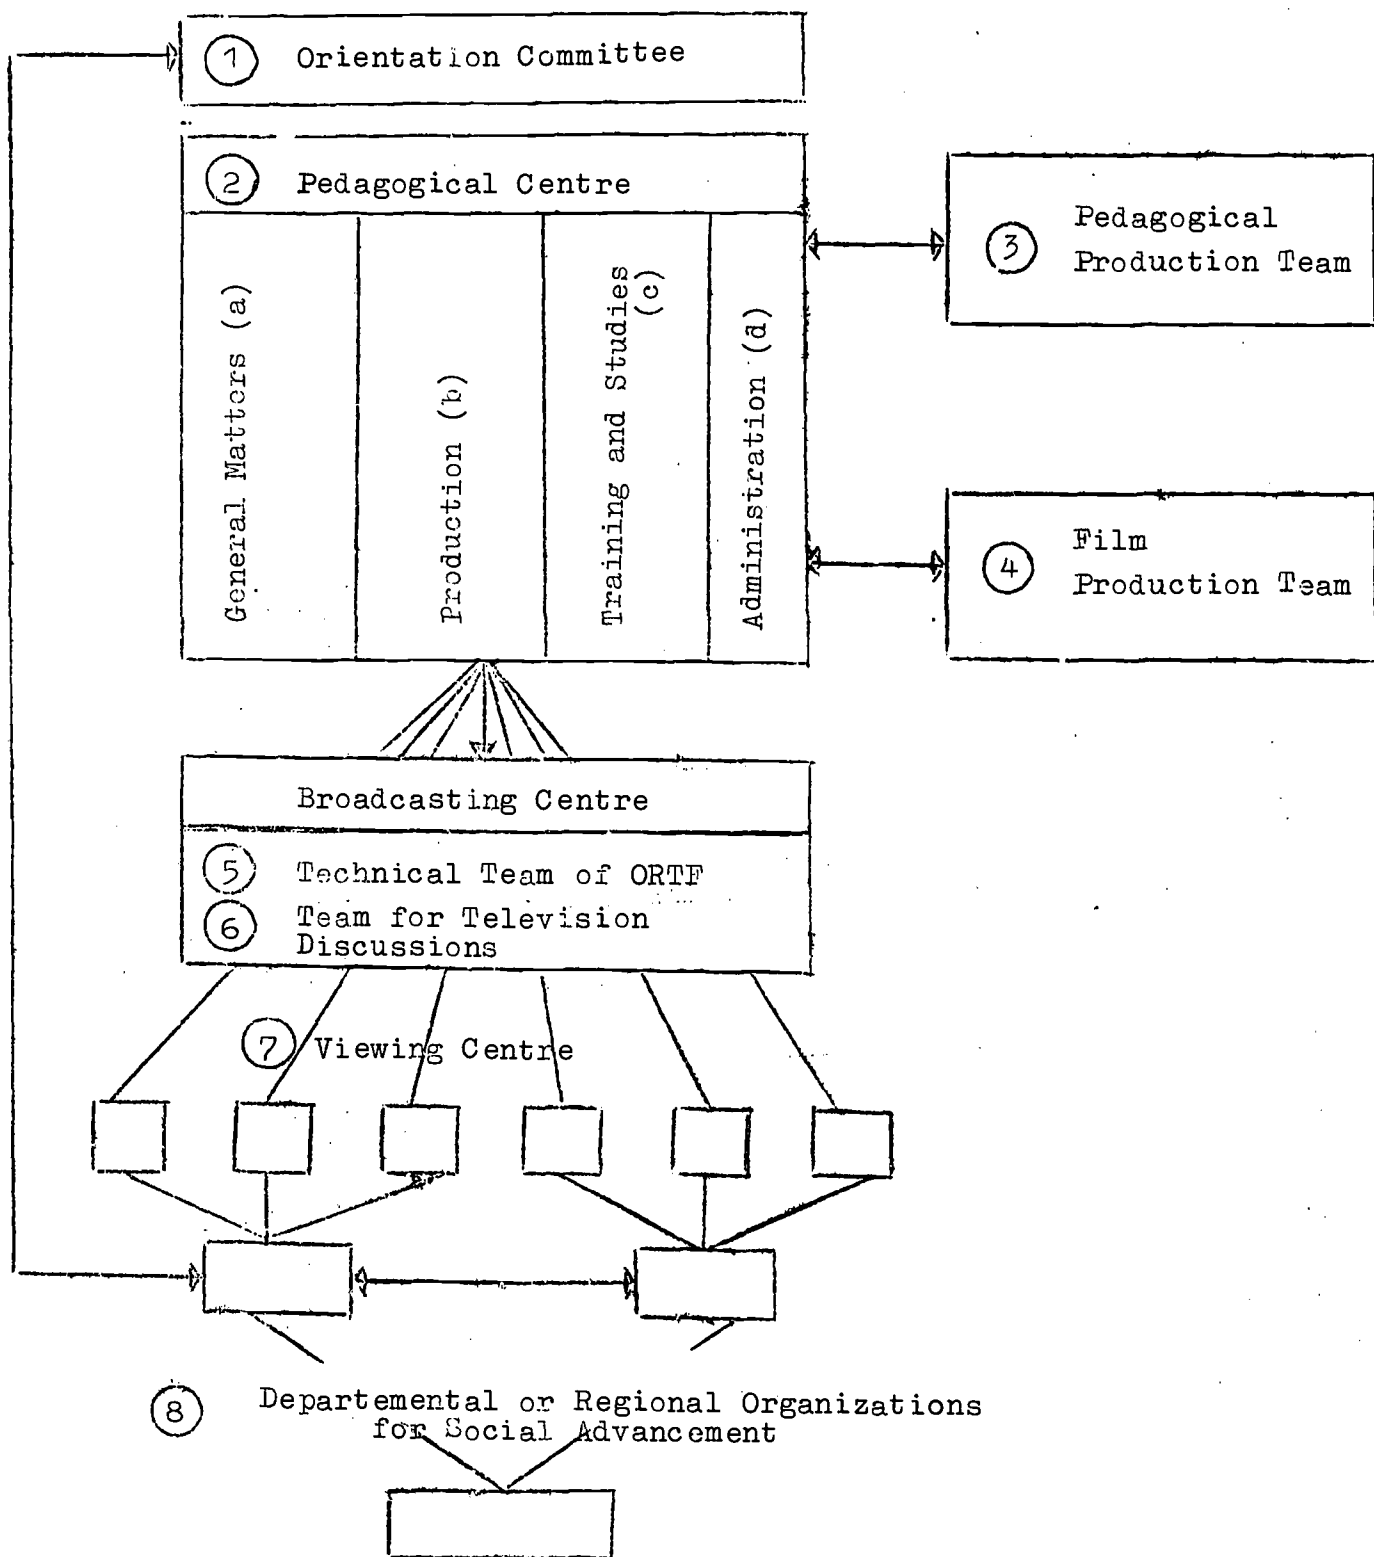 1 Orientation Committee
2 Pedagogical Centre
General Matters (a)
Production (b)
Training and Studies
(c)
Administration (d)
3 Pedagogical
Production Team
4 Film
Production Team
Broadcasting Centre
5 Technical Team of ORTF
6 Team for Television
Discussions
7 Viewing Centre
8 Departemental or Regional Organizations
for Social Advancement